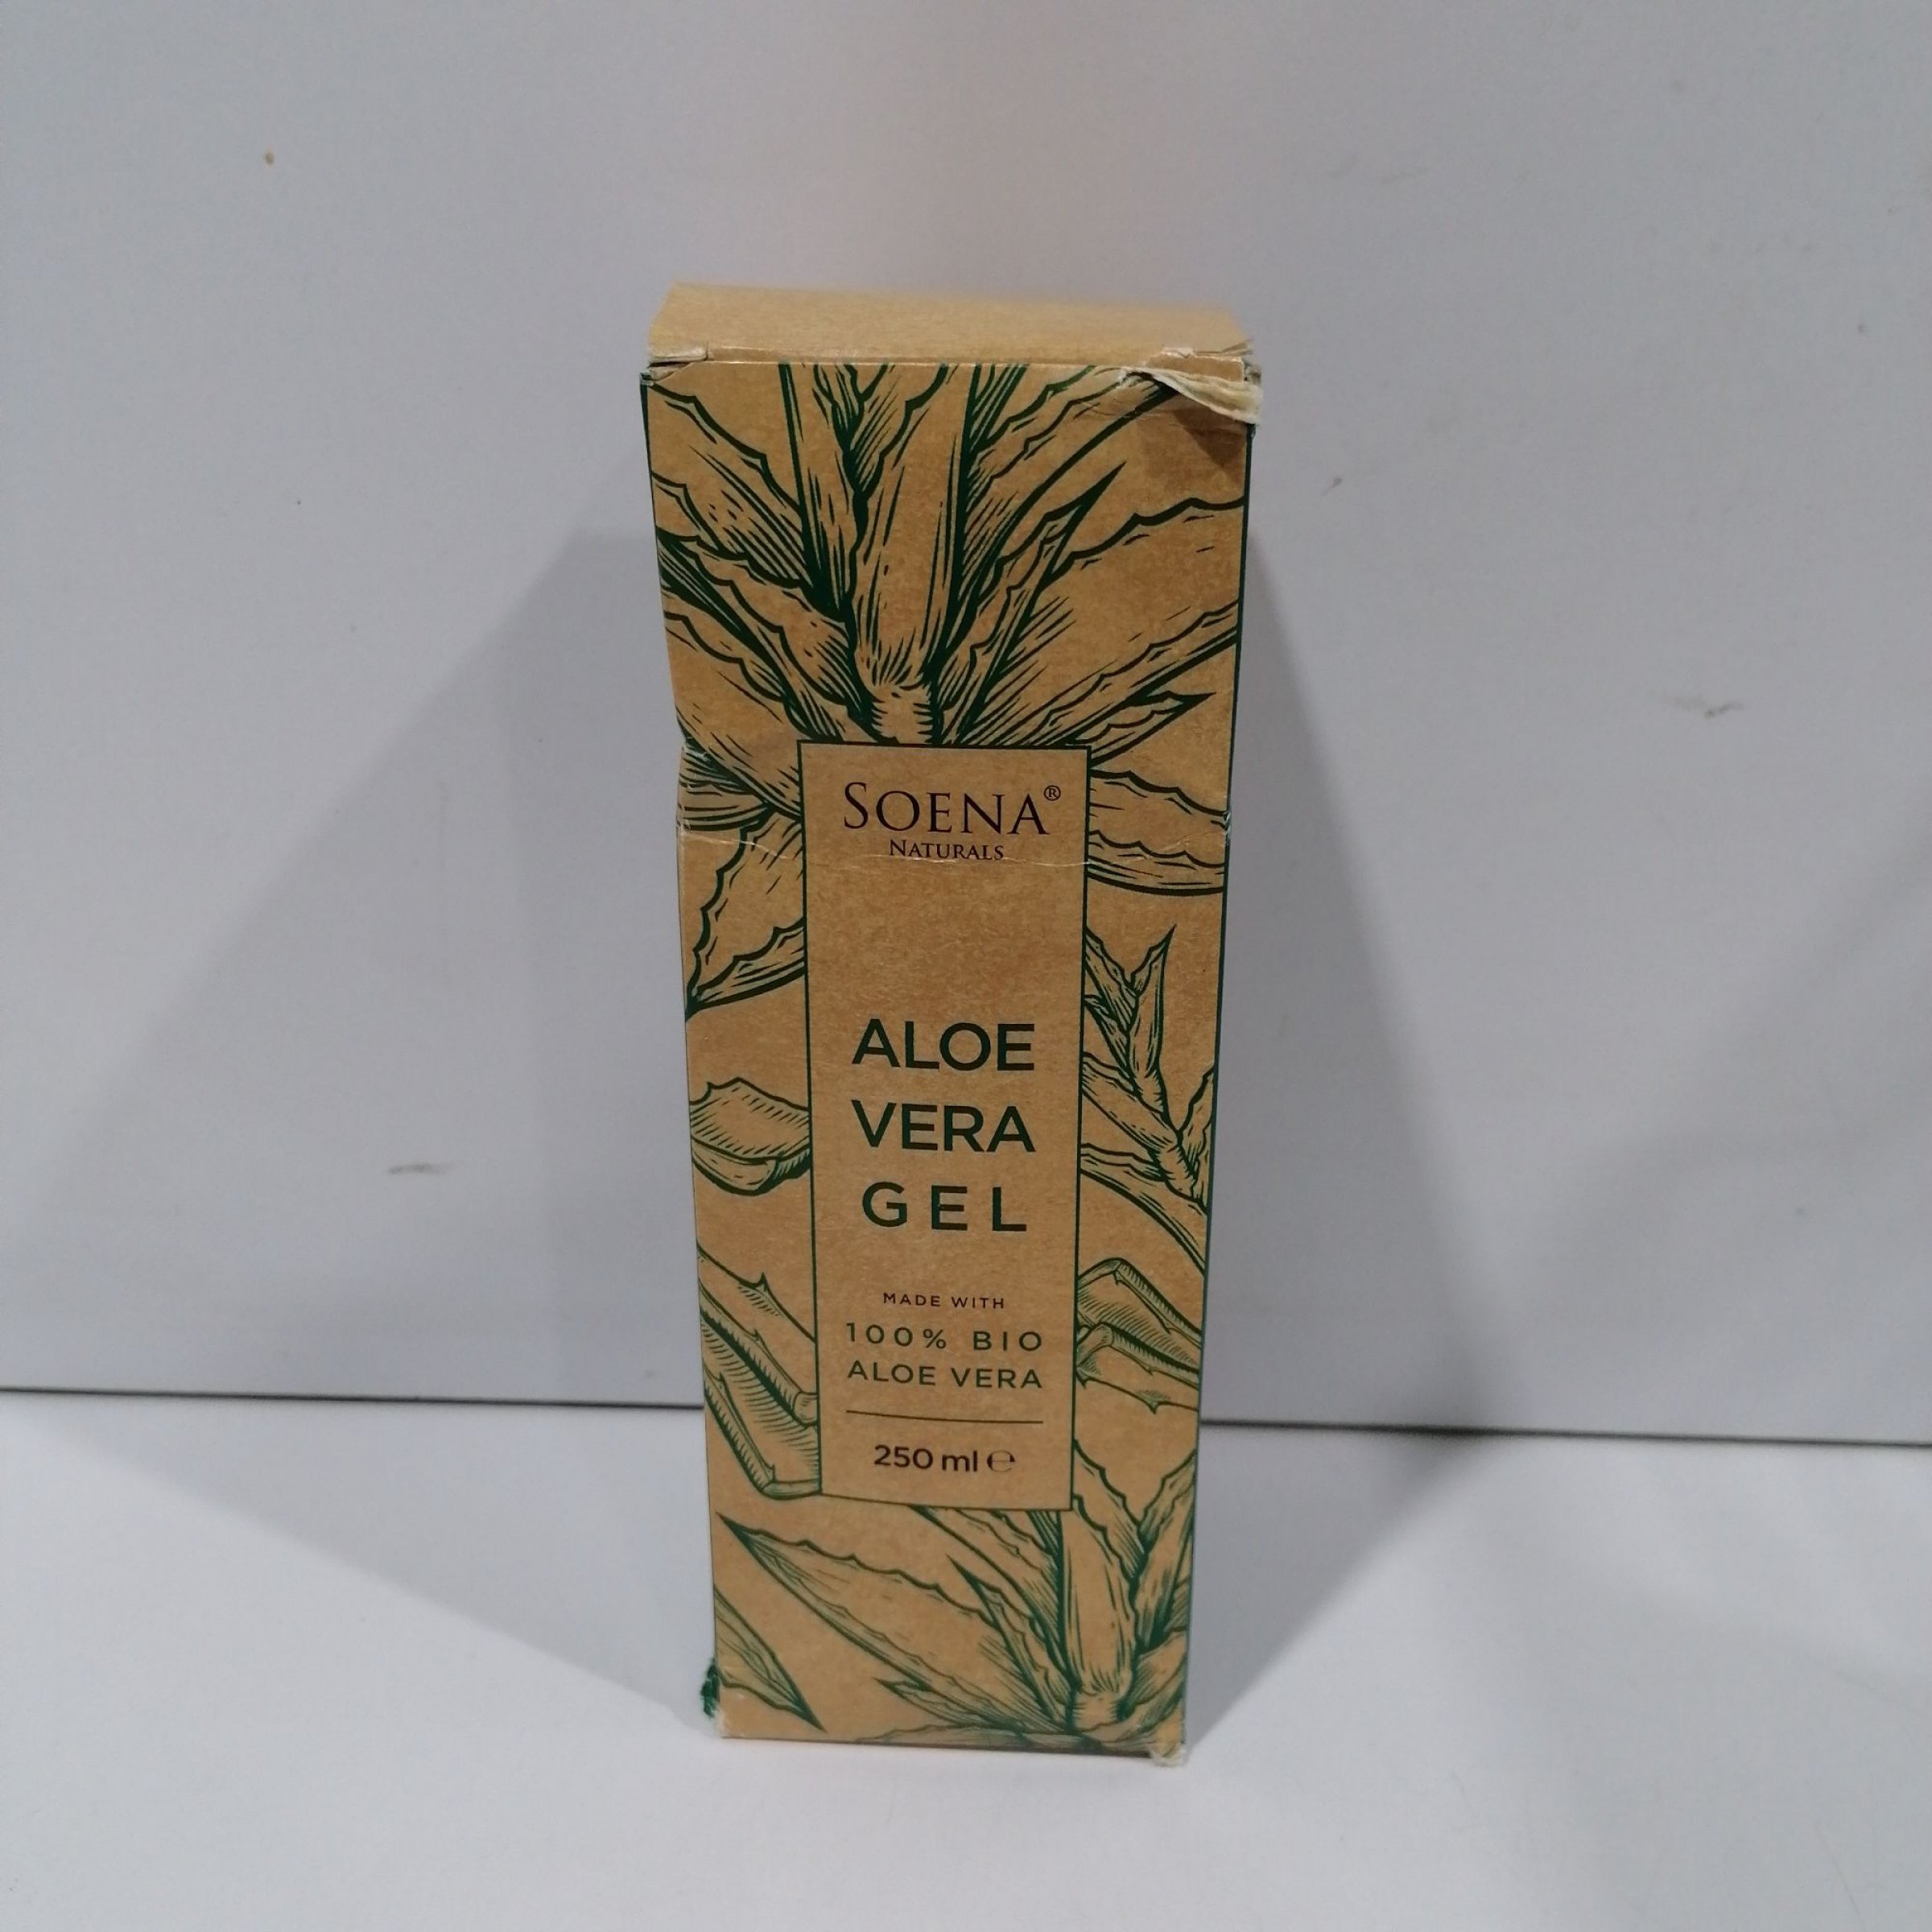 SOENA®
NATURALS
ALOE
VERA
GEL
MADE WITH
100% BIO
ALOE VERA
250 ml ℮